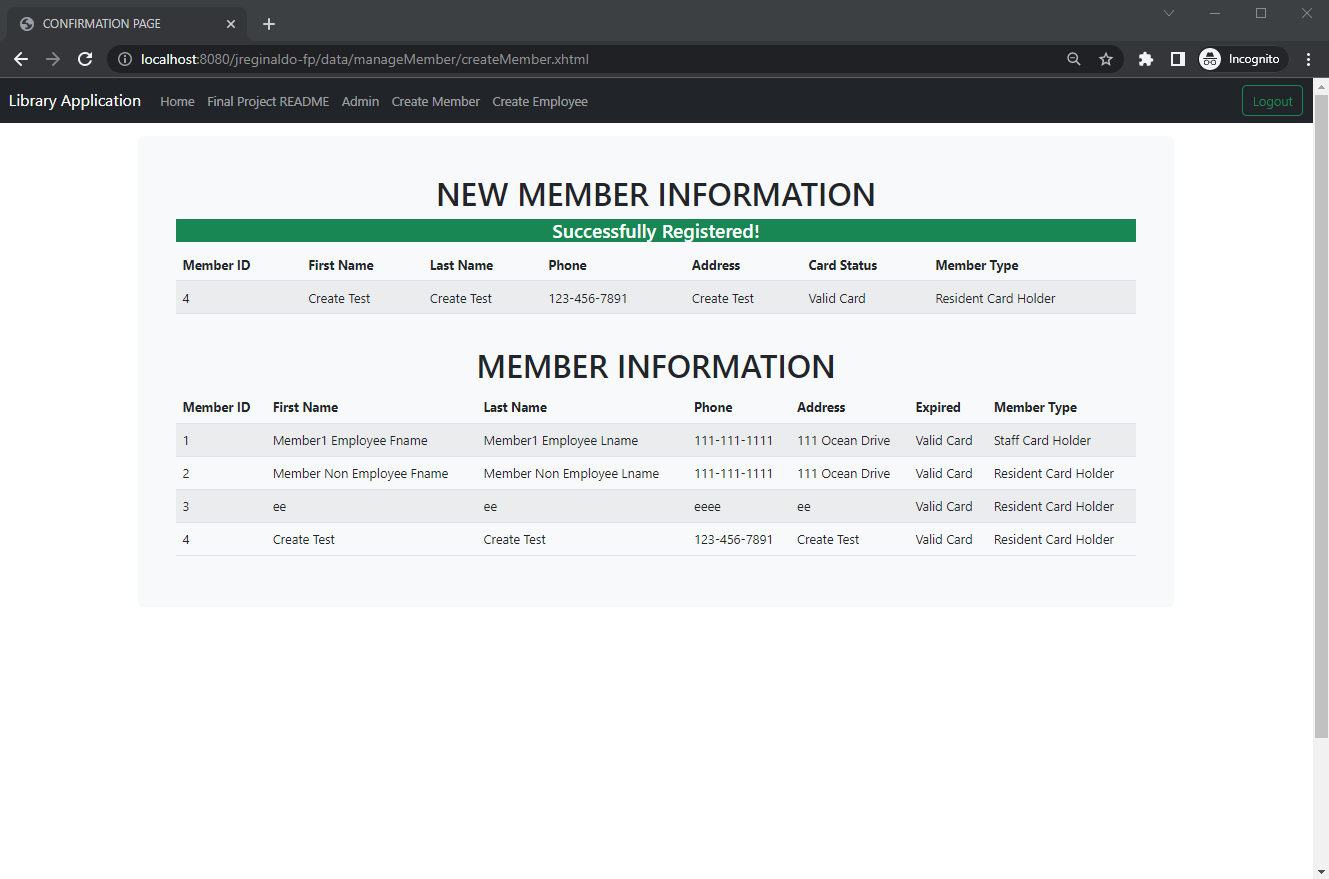 CONFIRMATION PAGE
localhost:8080/jreginaldo-fp/data/manageMember/createMember.xhtml Incognito
Library Application Home Final Project README Admin Create Member Create Employee Logout
NEW MEMBER INFORMATION
Successfully Registered!
Member ID First Name Last Name Phone Address Card Status Member Type
4 Create Test Create Test 123-456-7891 Create Test Valid Card Resident Card Holder
MEMBER INFORMATION
Member ID First Name Last Name Phone Address Expired Member Type
1 Member1 Employee Fname Member1 Employee Lname 111-111-1111 111 Ocean Drive Valid Card Staff Card Holder
2 Member Non Employee Fname Member Non Employee Lname 111-111-1111 111 Ocean Drive Valid Card Resident Card Holder
3 ee ee eeee ee Valid Card Resident Card Holder
4 Create Test Create Test 123-456-7891 Create Test Valid Card Resident Card Holder